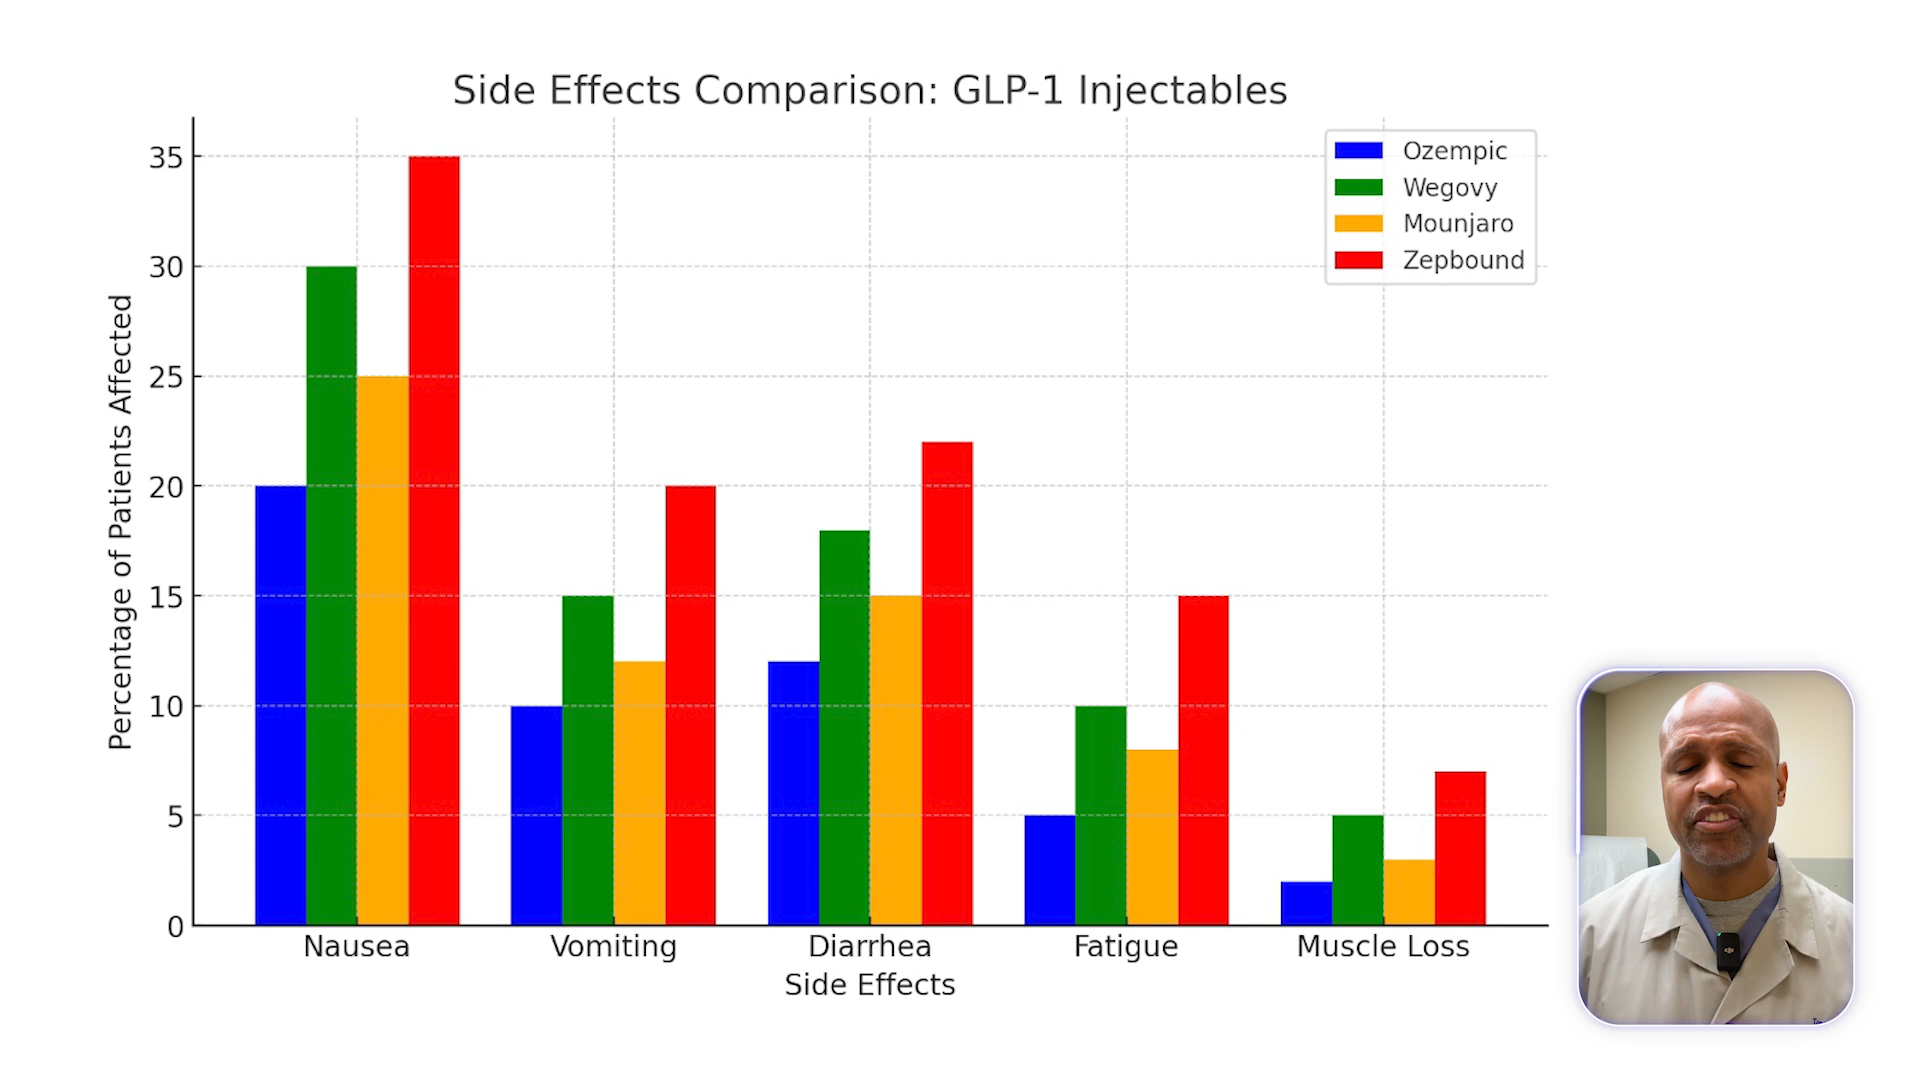 Side Effects Comparison: GLP-1 Injectables
Ozempic
Wegovy
Mounjaro
Zepbound
Percentage of Patients Affected
35
30
25
20
15
10
5
0
Nausea Vomiting Diarrhea Fatigue Muscle Loss
Side Effects
dji